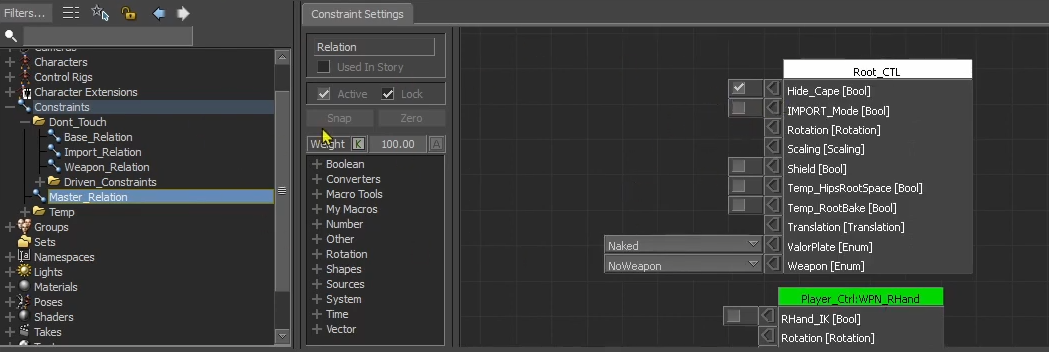 Filters...
Cameras
Characters
Control Rigs
Character Extensions
Constraints
Dont_Touch
Base_Relation
Import_Relation
Weapon_Relation
Driven_Constraints
Master_Relation
Temp
Groups
Sets
Namespaces
Lights
Materials
Poses
Shaders
Takes
Constraint Settings
Relation
Used In Story
Active Lock
Snap Zero
Weight K 100.00 A
Boolean
Converters
Macro Tools
My Macros
Number
Other
Rotation
Shapes
Sources
System
Time
Vector
Root_CTL
Hide_Cape [Bool]
IMPORT_Mode [Bool]
Rotation [Rotation]
Scaling [Scaling]
Shield [Bool]
Temp_HipsRootSpace [Bool]
Temp_RootBake [Bool]
Translation [Translation]
Naked ValorPlate [Enum]
NoWeapon Weapon [Enum]
Player_Ctrl:WPN_RHand
RHand_IK [Bool]
Rotation [Rotation]